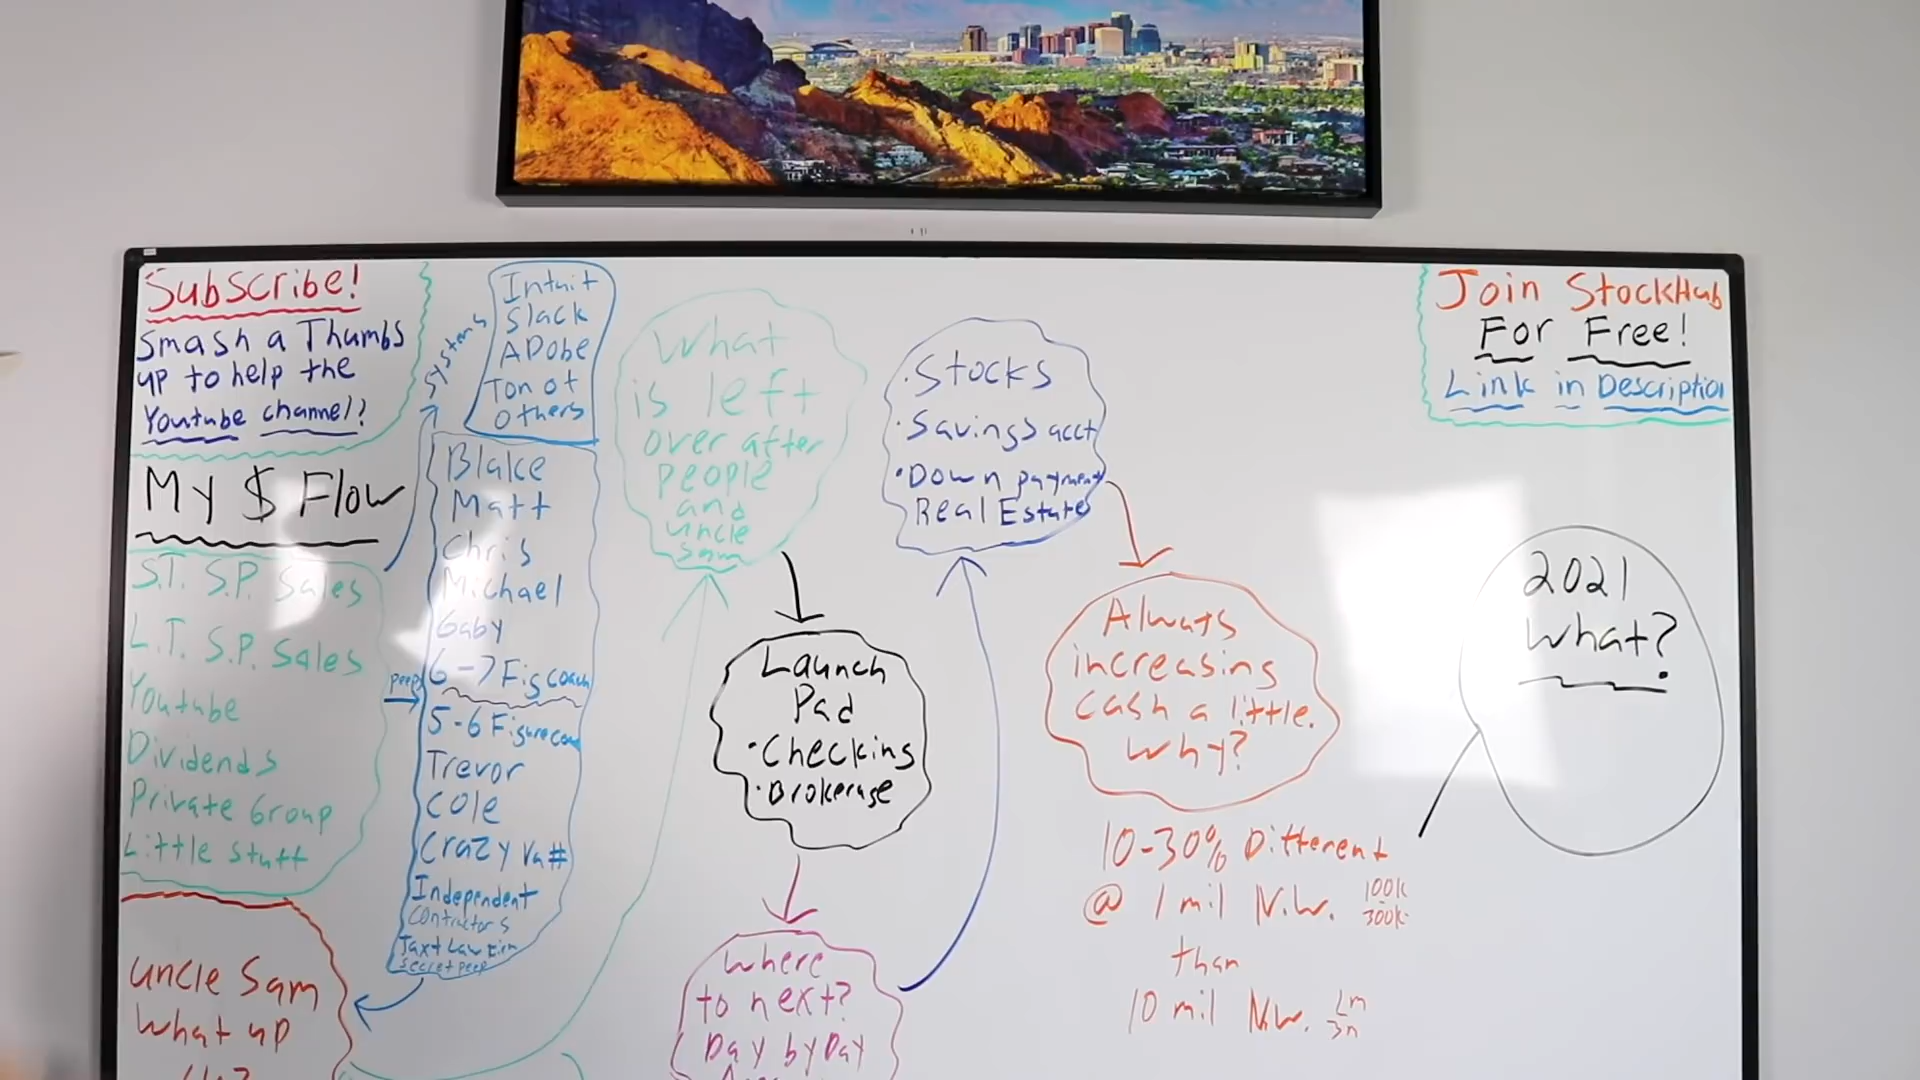 Subscribe!
Smash a Thumbs
up to help the
Youtube channel!
My $ Flow
S.T. S.P. Sales
L.T. S.P. Sales
Youtube
Dividends
Private Group
Little stuff
Uncle Sam
What up
Systems
Intuit
Slack
ADobe
Ton of
others
peeps
Blake
Matt
Chris
Michael
Gaby
6-7 Fig coach
5-6 Figure
Trevor
Cole
Crazy Va#
Independent
contractors
Tax+ Law Firm
Secret peep
What
is left
over after
people
and
uncle
Sam
Launch
Pad
·Checking
·Brokerage
Where
to next?
Day by Day
·Stocks
·Savings acct
·Down payment
Real Estate
Always
increasing
cash a little.
Why?
10-30% Different
@ 1 mil N.W. 100k
300k
than
10 mil N.W.
Join StockHub
For Free!
Link in Description
2021
What?